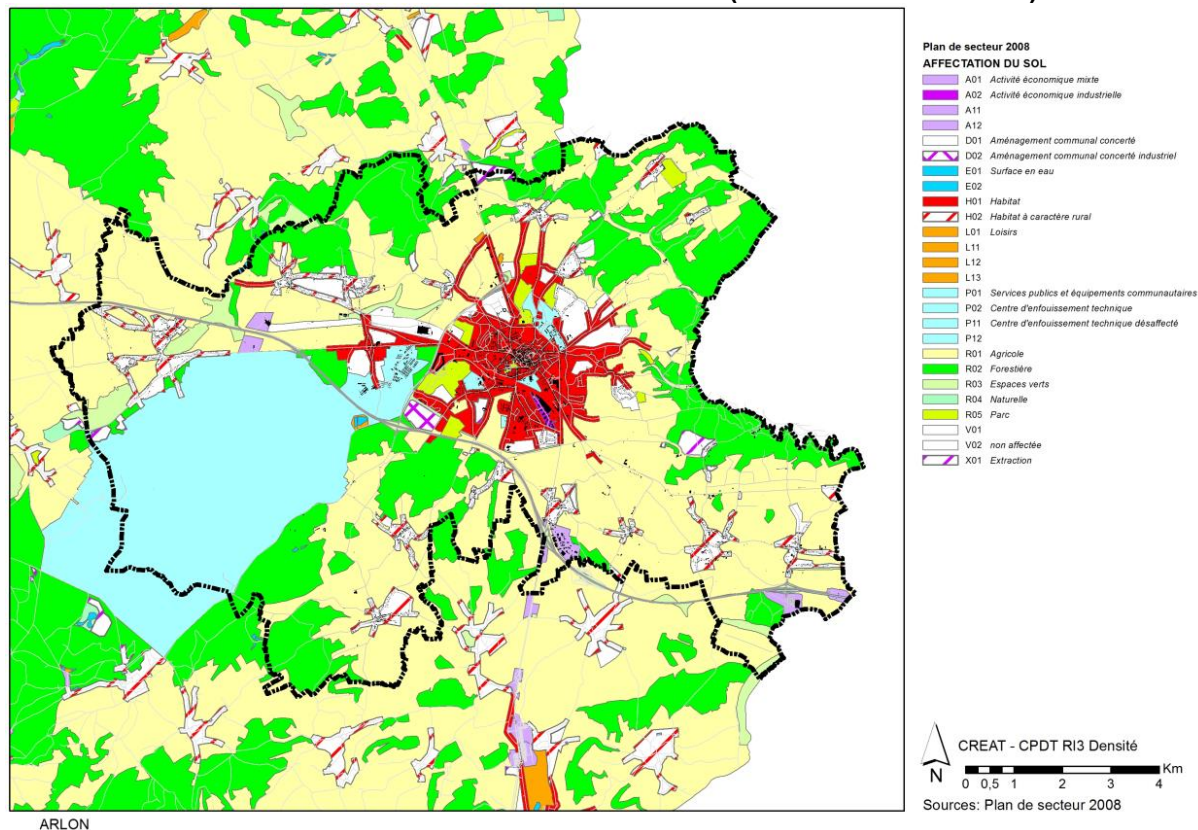 Plan de secteur 2008
AFFECTATION DU SOL
A01 Activité économique mixte
A02 Activité économique industrielle
A11
A12
D01 Aménagement communal concerté
D02 Aménagement communal concerté industriel
E01 Surface en eau
E02
H01 Habitat
H02 Habitat à caractère rural
L01 Loisirs
L11
L12
L13
P01 Services publics et équipements communautaires
P02 Centre d'enfouissement technique
P11 Centre d'enfouissement technique désaffecté
P12
R01 Agricole
R02 Forestière
R03 Espaces verts
R04 Naturelle
R05 Parc
V01
V02 non affectée
X01 Extraction
N
CREAT - CPDT RI3 Densité
Km
0 0,5 1 2 3 4
Sources: Plan de secteur 2008
ARLON